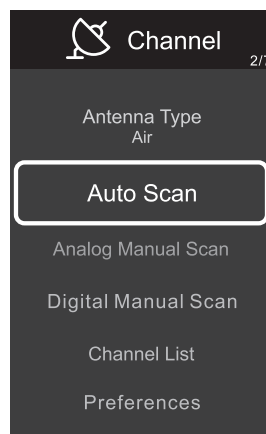 Channel
2/7
Antenna Type
Air
Auto Scan
Analog Manual Scan
Digital Manual Scan
Channel List
Preferences